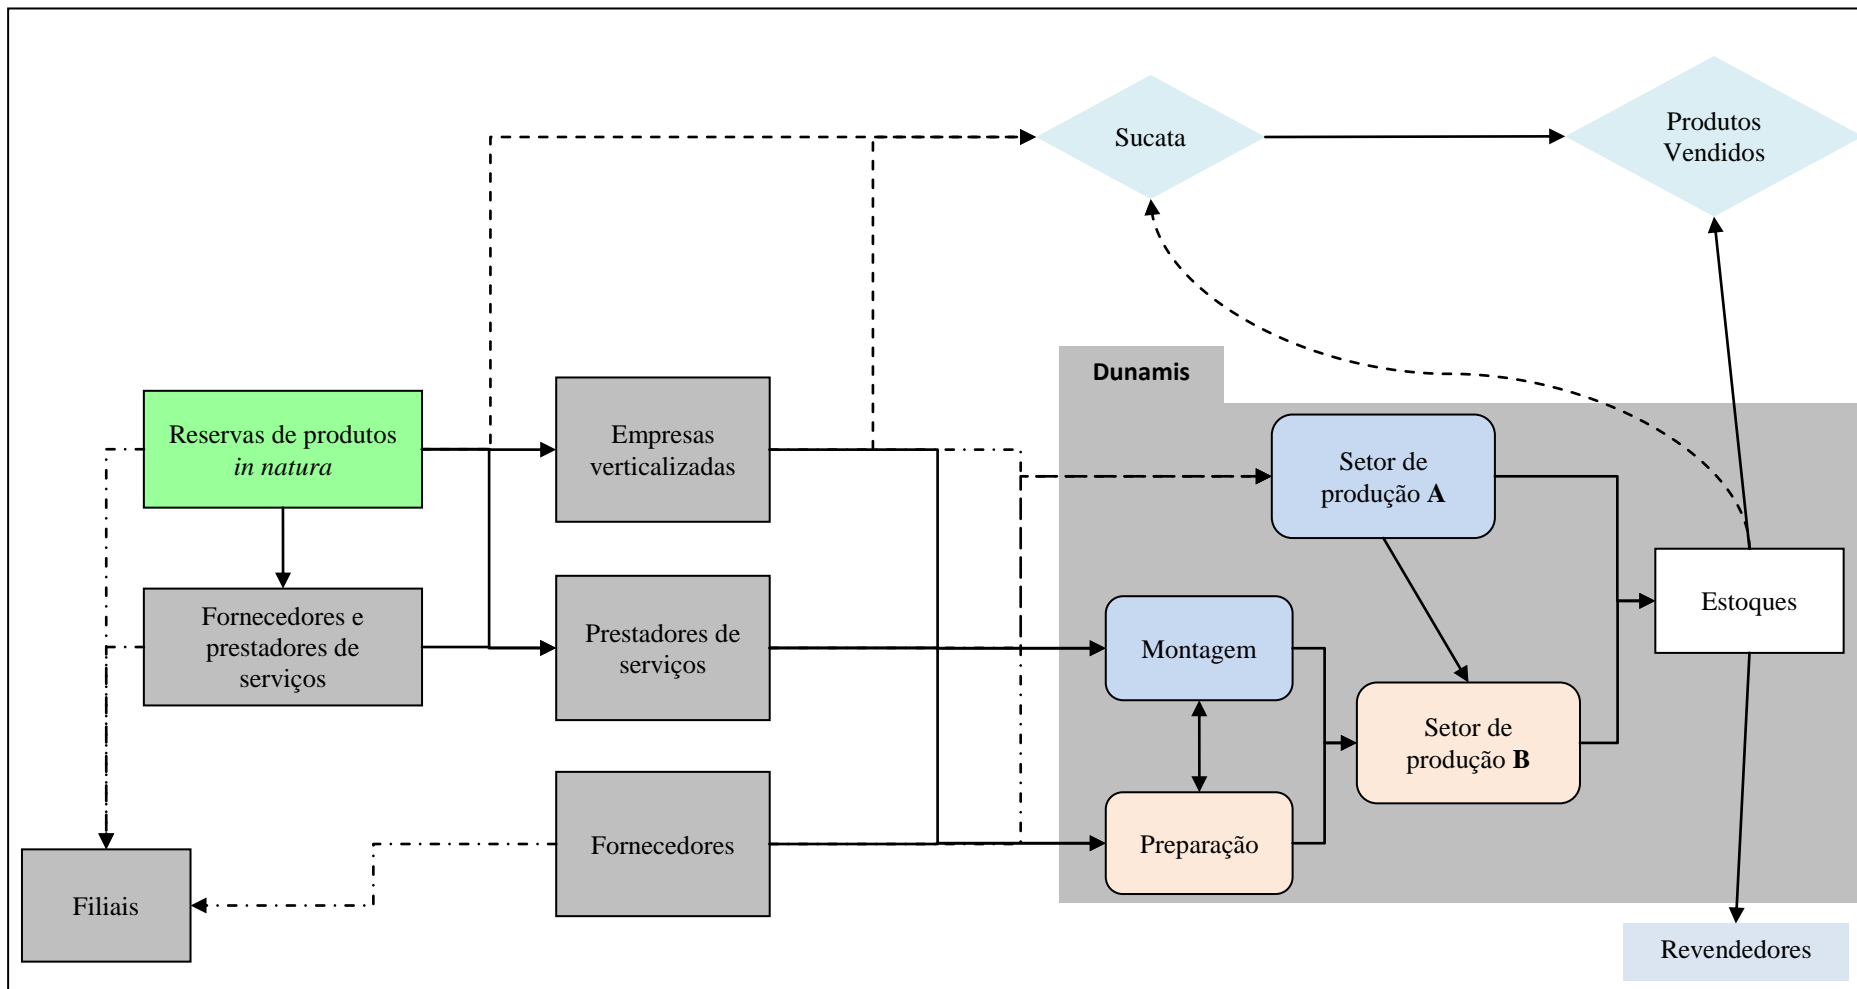 Sucata
Produtos
Vendidos
Dunamis
Reservas de produtos
in natura
Empresas
verticalizadas
Setor de
produção A
Fornecedores e
prestadores de
serviços
Prestadores de
serviços
Montagem
Estoques
Setor de
produção B
Fornecedores
Preparação
Filiais
Revendedores